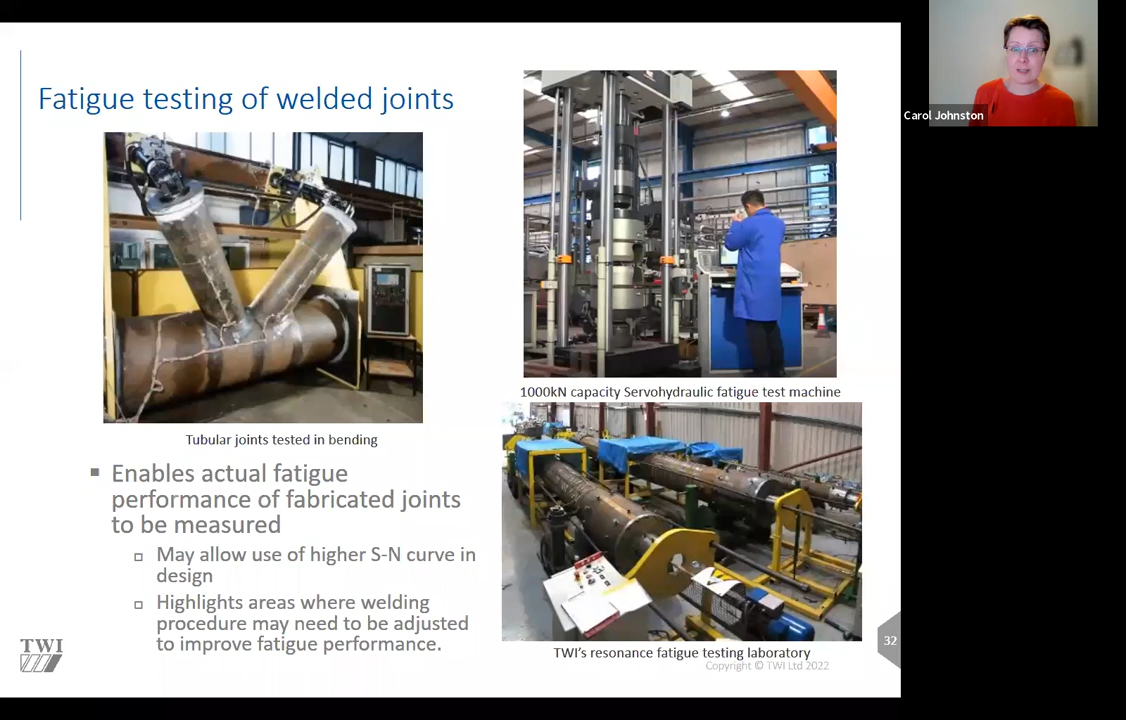 Fatigue testing of welded joints
Carol Johnston
1000kN capacity Servohydraulic fatigue test machine
Tubular joints tested in bending
▪ Enables actual fatigue
performance of fabricated joints
to be measured
▫ May allow use of higher S-N curve in
design
▫ Highlights areas where welding
procedure may need to be adjusted
to improve fatigue performance.
TWI's resonance fatigue testing laboratory
Copyright © TWI Ltd 2022
TWI
32